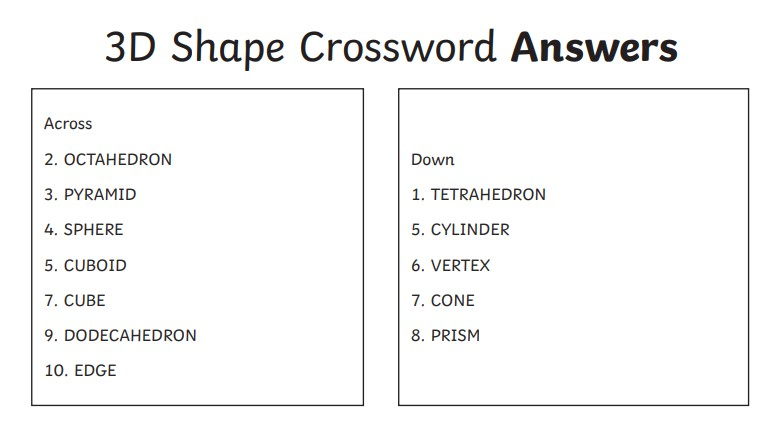 3D Shape Crossword Answers
Across
2. OCTAHEDRON
3. PYRAMID
4. SPHERE
5. CUBOID
7. CUBE
9. DODECAHEDRON
10. EDGE
Down
1. TETRAHEDRON
5. CYLINDER
6. VERTEX
7. CONE
8. PRISM